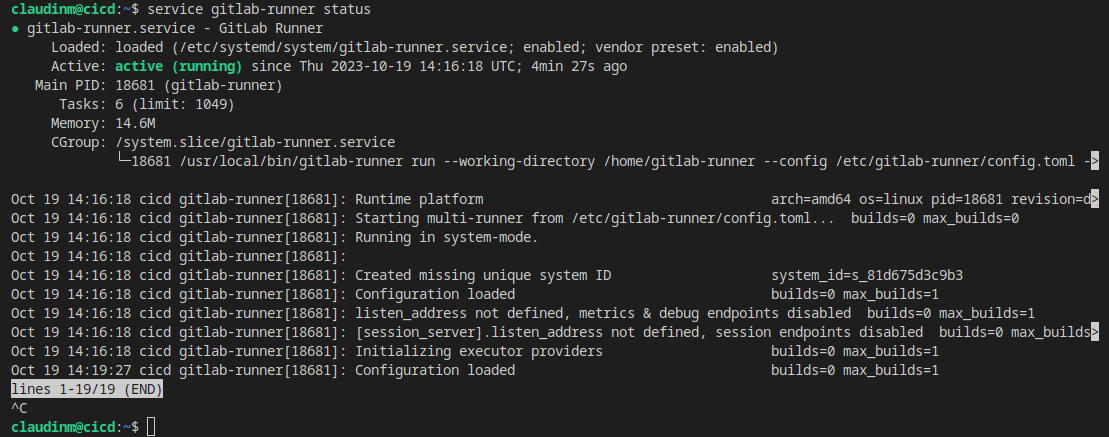 claudinm@cicd:~$ service gitlab-runner status
● gitlab-runner.service - GitLab Runner
     Loaded: loaded (/etc/systemd/system/gitlab-runner.service; enabled; vendor preset: enabled)
     Active: active (running) since Thu 2023-10-19 14:16:18 UTC; 4min 27s ago
   Main PID: 18681 (gitlab-runner)
      Tasks: 6 (limit: 1049)
     Memory: 14.6M
     CGroup: /system.slice/gitlab-runner.service
             └─18681 /usr/local/bin/gitlab-runner run --working-directory /home/gitlab-runner --config /etc/gitlab-runner/config.toml ->
Oct 19 14:16:18 cicd gitlab-runner[18681]: Runtime platform                                    arch=amd64 os=linux pid=18681 revision=d>
Oct 19 14:16:18 cicd gitlab-runner[18681]: Starting multi-runner from /etc/gitlab-runner/config.toml...  builds=0 max_builds=0
Oct 19 14:16:18 cicd gitlab-runner[18681]: Running in system-mode.
Oct 19 14:16:18 cicd gitlab-runner[18681]:
Oct 19 14:16:18 cicd gitlab-runner[18681]: Created missing unique system ID                    system_id=s_81d675d3c9b3
Oct 19 14:16:18 cicd gitlab-runner[18681]: Configuration loaded                                builds=0 max_builds=1
Oct 19 14:16:18 cicd gitlab-runner[18681]: listen_address not defined, metrics & debug endpoints disabled  builds=0 max_builds=1
Oct 19 14:16:18 cicd gitlab-runner[18681]: [session_server].listen_address not defined, session endpoints disabled  builds=0 max_builds>
Oct 19 14:16:18 cicd gitlab-runner[18681]: Initializing executor providers                     builds=0 max_builds=1
Oct 19 14:19:27 cicd gitlab-runner[18681]: Configuration loaded                                builds=0 max_builds=1
lines 1-19/19 (END)
^C
claudinm@cicd:~$